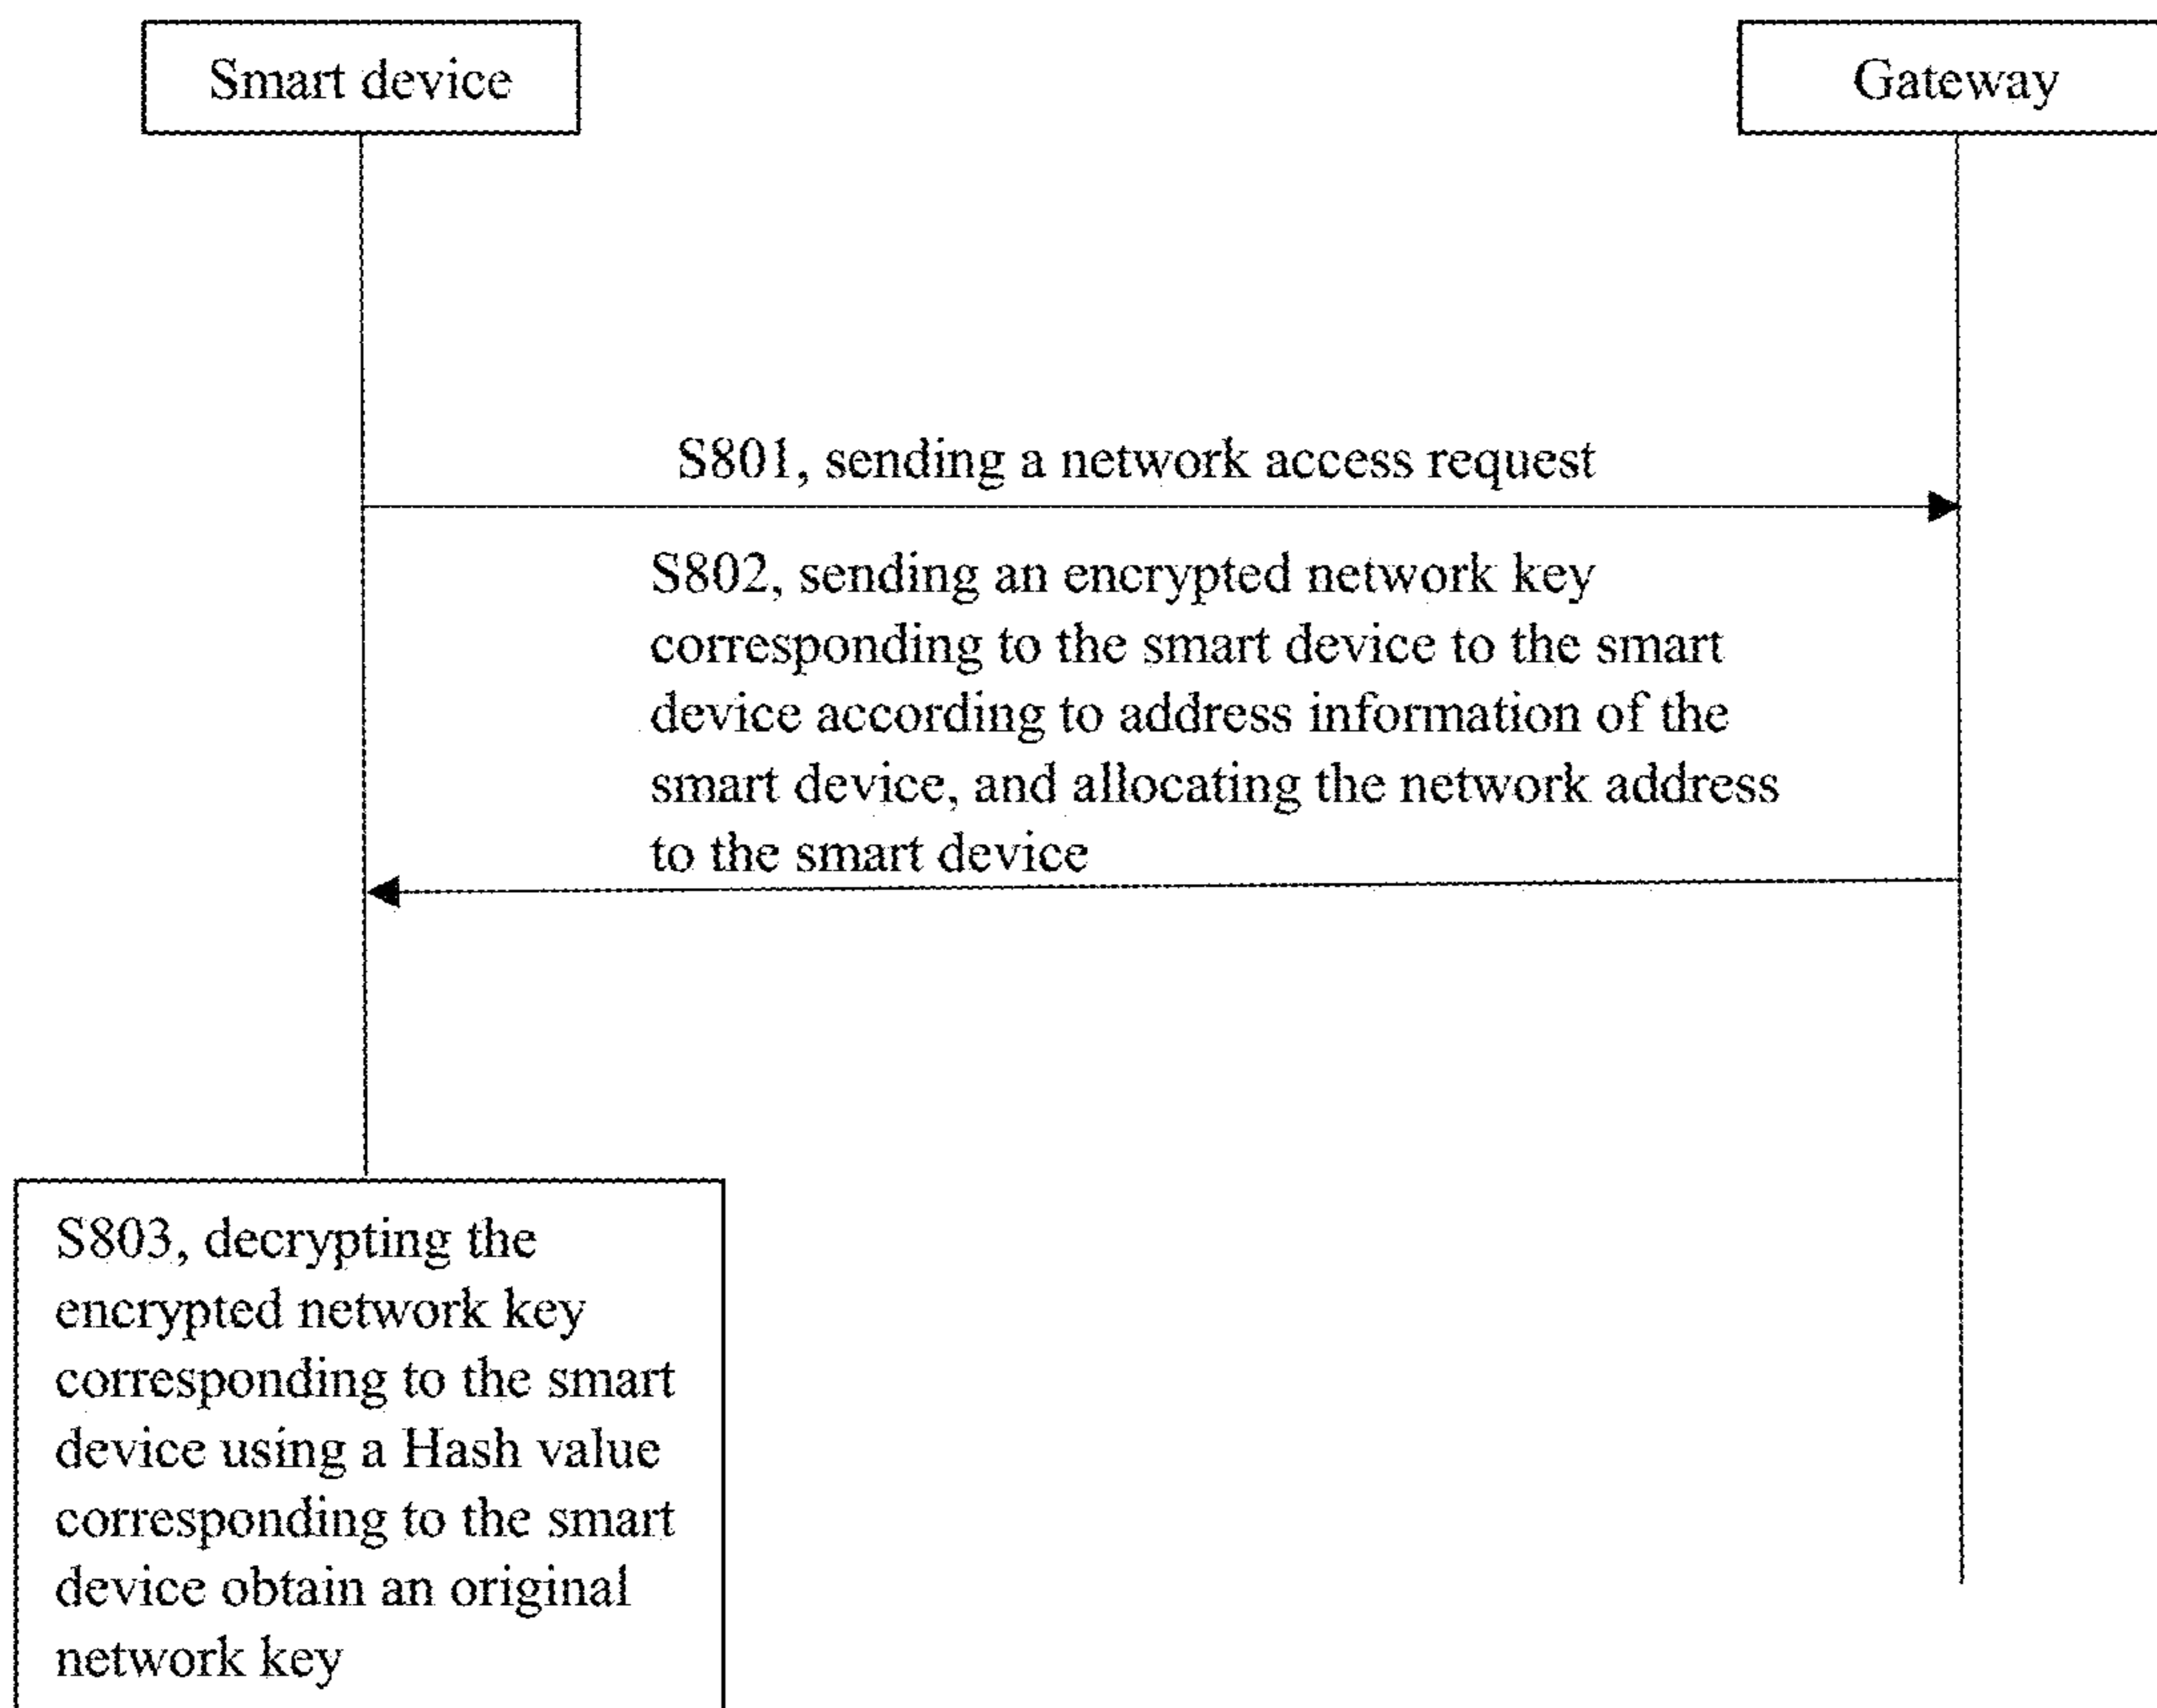 Smart device
Gateway
S801, sending a network access request
S802, sending an encrypted network key
corresponding to the smart device to the smart
device according to address information of the
smart device, and allocating the network address
to the smart device
S803, decrypting the
encrypted network key
corresponding to the smart
device using a Hash value
corresponding to the smart
device obtain an original
network key